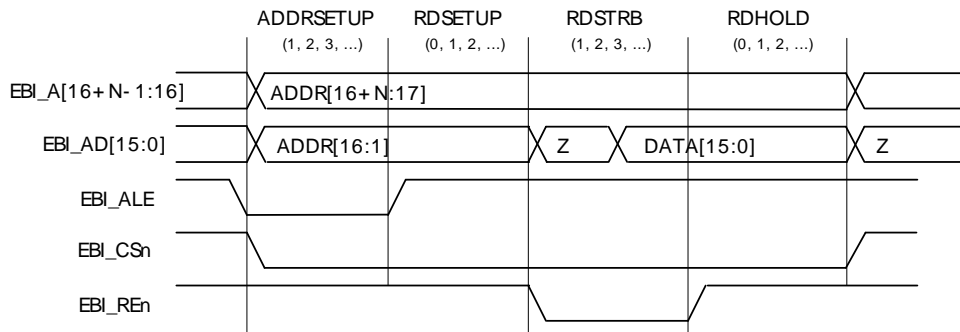 ADDRSETUP RDSETUP RDSTRB RDHOLD
(1, 2, 3, ...) (0, 1, 2, ...) (1, 2, 3, ...) (0, 1, 2, ...)
EBI_A[16+N-1:16] ADDR[16+N:17]
EBI_AD[15:0] ADDR[16:1] Z DATA[15:0] Z
EBI_ALE
EBI_CSn
EBI_REn